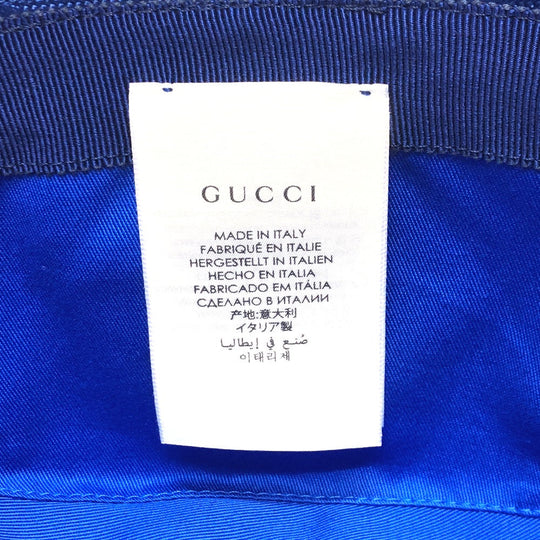 GUCCI
MADE IN ITALY
FABRIQUÉ EN ITALIE
HERGESTELLT IN ITALIEN
HECHO EN ITALIA
FABRICADO EM ITÁLIA
СДЕЛАНО В ИТАЛИИ
产地:意大利
イタリア製
صُنع في إيطاليا
이태리제